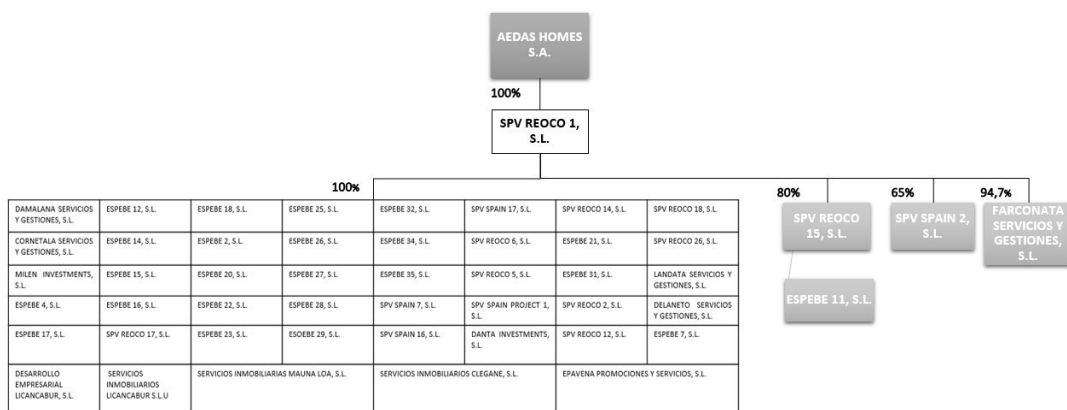 AEDAS HOMES
S.A.
100%
SPV REOCO 1,
S.L.
100%
80%
65%
94,7%
SPV REOCO
15, S.L.
SPV SPAIN 2,
S.L.
FARCONATA
SERVICIOS Y
GESTIONES,
S.L.
ESPEBE 11, S.L.
DAMALANA SERVICIOS
Y GESTIONES, S.L.
ESPEBE 12, S.L.
ESPEBE 18, S.L.
ESPEBE 25, S.L.
ESPEBE 32, S.L.
SPV SPAIN 17, S.L.
SPV REOCO 14, S.L.
SPV REOCO 18, S.L.
CORNETALA SERVICIOS
Y GESTIONES, S.L.
ESPEBE 14, S.L.
ESPEBE 2, S.L.
ESPEBE 26, S.L.
ESPEBE 34, S.L.
SPV REOCO 6, S.L.
ESPEBE 21, S.L.
SPV REOCO 26, S.L.
MILEN INVESTMENTS,
S.L.
ESPEBE 15, S.L.
ESPEBE 20, S.L.
ESPEBE 27, S.L.
ESPEBE 35, S.L.
SPV REOCO 5, S.L.
ESPEBE 31, S.L.
LANDATA SERVICIOS Y
GESTIONES, S.L.
ESPEBE 4, S.L.
ESPEBE 16, S.L.
ESPEBE 22, S.L.
ESPEBE 28, S.L.
SPV SPAIN 7, S.L.
SPV SPAIN PROJECT 1,
S.L.
SPV REOCO 2, S.L.
DELANETO SERVICIOS
Y GESTIONES, S.L.
ESPEBE 17, S.L.
SPV REOCO 17, S.L.
ESPEBE 23, S.L.
ESOEBE 29, S.L.
SPV SPAIN 16, S.L.
DANTA INVESTMENTS,
S.L.
SPV REOCO 12, S.L.
ESPEBE 7, S.L.
DESARROLLO
EMPRESARIAL
LICANCABUR, S.L.
SERVICIOS
INMOBILIARIOS
LICANCABUR S.L.U
SERVICIOS INMOBILIARIAS MAUNA LOA, S.L.
SERVICIOS INMOBILIARIOS CLEGANE, S.L.
EPAVENA PROMOCIONES Y SERVICIOS, S.L.